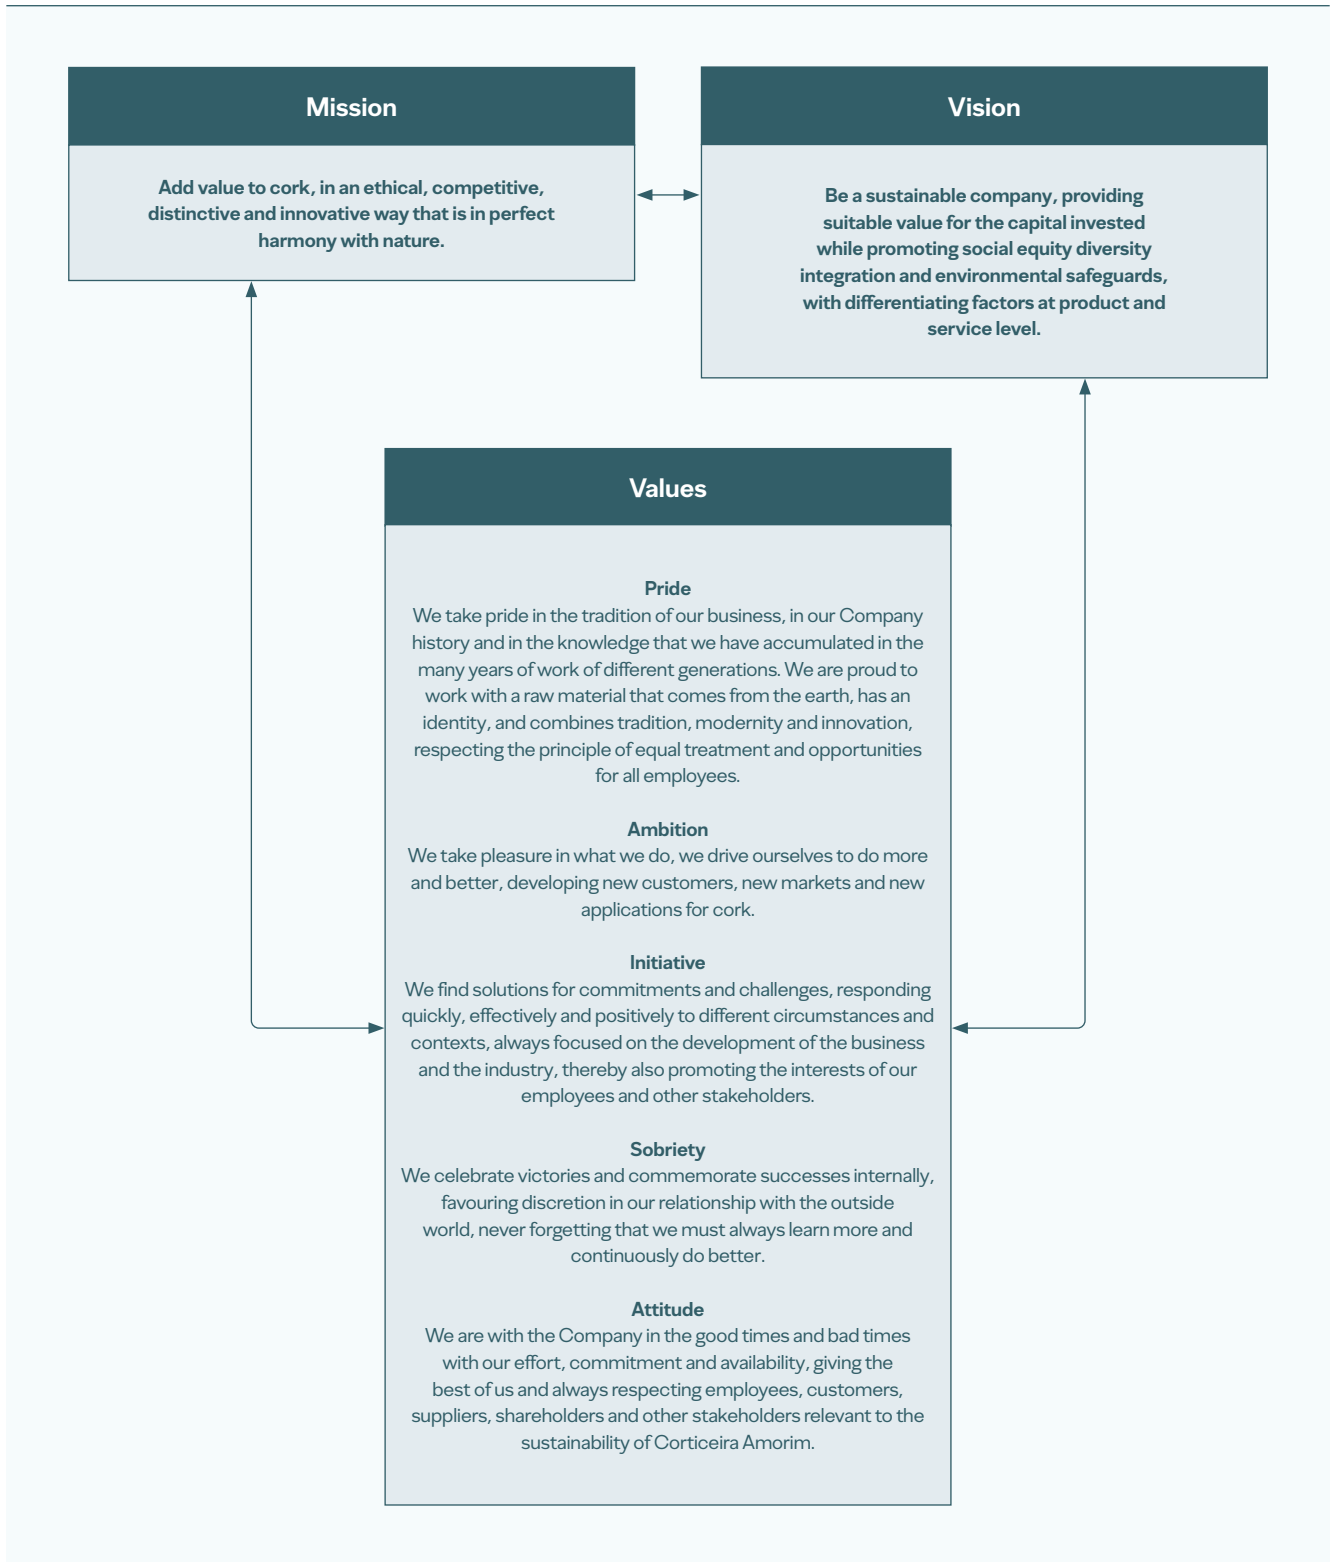 Mission
Add value to cork, in an ethical, competitive,
distinctive and innovative way that is in perfect
harmony with nature.
Vision
Be a sustainable company, providing
suitable value for the capital invested
while promoting social equity diversity
integration and environmental safeguards,
with differentiating factors at product and
service level.
Values
Pride
We take pride in the tradition of our business, in our Company
history and in the knowledge that we have accumulated in the
many years of work of different generations. We are proud to
work with a raw material that comes from the earth, has an
identity, and combines tradition, modernity and innovation,
respecting the principle of equal treatment and opportunities
for all employees.
Ambition
We take pleasure in what we do, we drive ourselves to do more
and better, developing new customers, new markets and new
applications for cork.
Initiative
We find solutions for commitments and challenges, responding
quickly, effectively and positively to different circumstances and
contexts, always focused on the development of the business
and the industry, thereby also promoting the interests of our
employees and other stakeholders.
Sobriety
We celebrate victories and commemorate successes internally,
favouring discretion in our relationship with the outside
world, never forgetting that we must always learn more and
continuously do better.
Attitude
We are with the Company in the good times and bad times
with our effort, commitment and availability, giving the
best of us and always respecting employees, customers,
suppliers, shareholders and other stakeholders relevant to the
sustainability of Corticeira Amorim.